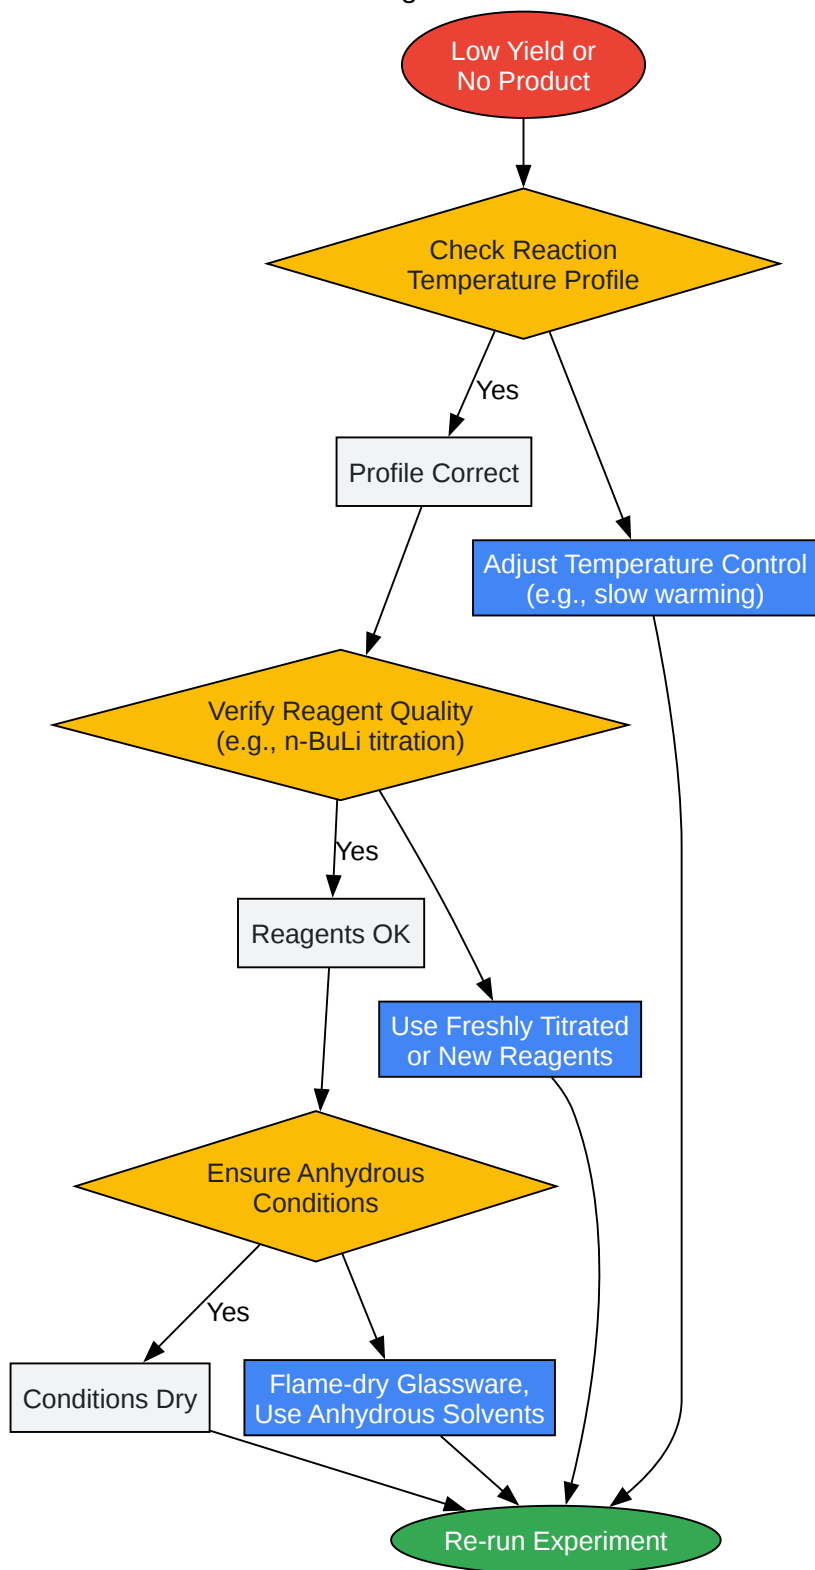 Low Yield or
No Product
Check Reaction
Temperature Profile
Yes
Profile Correct
Adjust Temperature Control
(e.g., slow warming)
Verify Reagent Quality
(e.g., n-BuLi titration)
Yes
Reagents OK
Use Freshly Titrated
or New Reagents
Ensure Anhydrous
Conditions
Yes
Conditions Dry
Flame-dry Glassware,
Use Anhydrous Solvents
Re-run Experiment